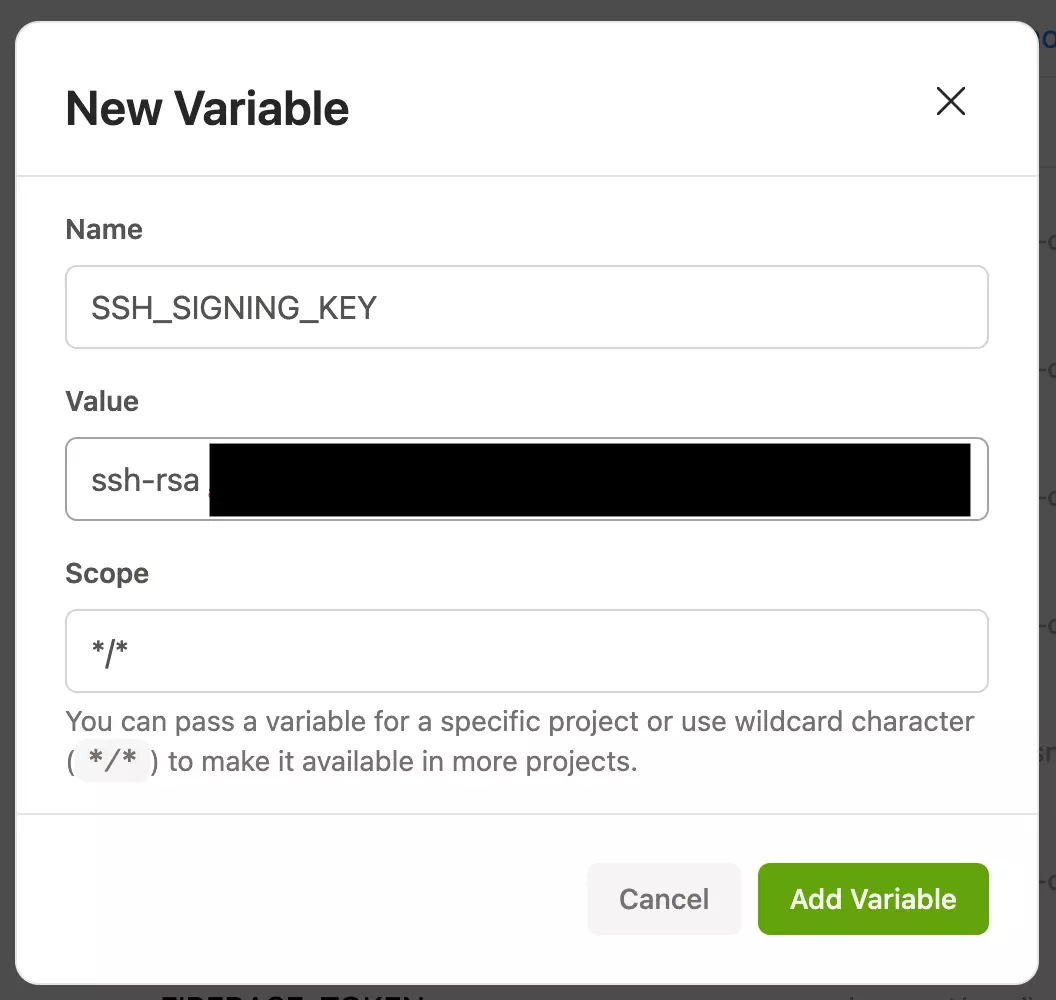 New Variable
Name
SSH_SIGNING_KEY
Value
ssh-rsa
Scope
*/*
You can pass a variable for a specific project or use wildcard character
( */* ) to make it available in more projects.
Cancel
Add Variable